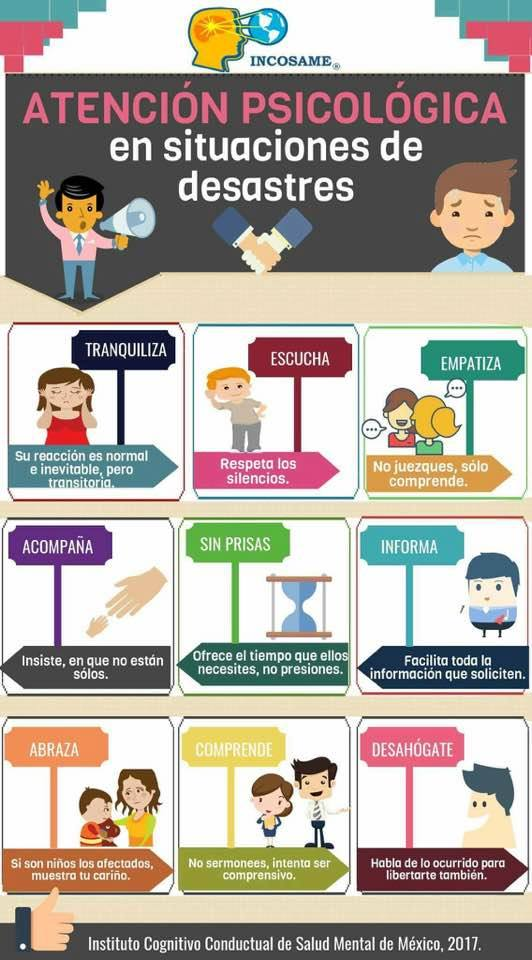 INCOSAME®
ATENCIÓN PSICOLÓGICA
en situaciones de
desastres
TRANQUILIZA
Su reacción es normal
e inevitable, pero
transitoria.
ESCUCHA
Respeta los
silencios.
EMPATIZA
No juezques, sólo
comprende.
ACOMPAÑA
Insiste, en que no están
sólos.
SIN PRISAS
Ofrece el tiempo que ellos
necesites, no presiones.
INFORMA
Facilita toda la
información que soliciten.
ABRAZA
Si son niños los afectados,
muestra tu cariño.
COMPRENDE
No sermonees, intenta ser
comprensivo.
DESAHÓGATE
Habla de lo ocurrido para
libertarte también.
Instituto Cognitivo Conductual de Salud Mental de México, 2017.